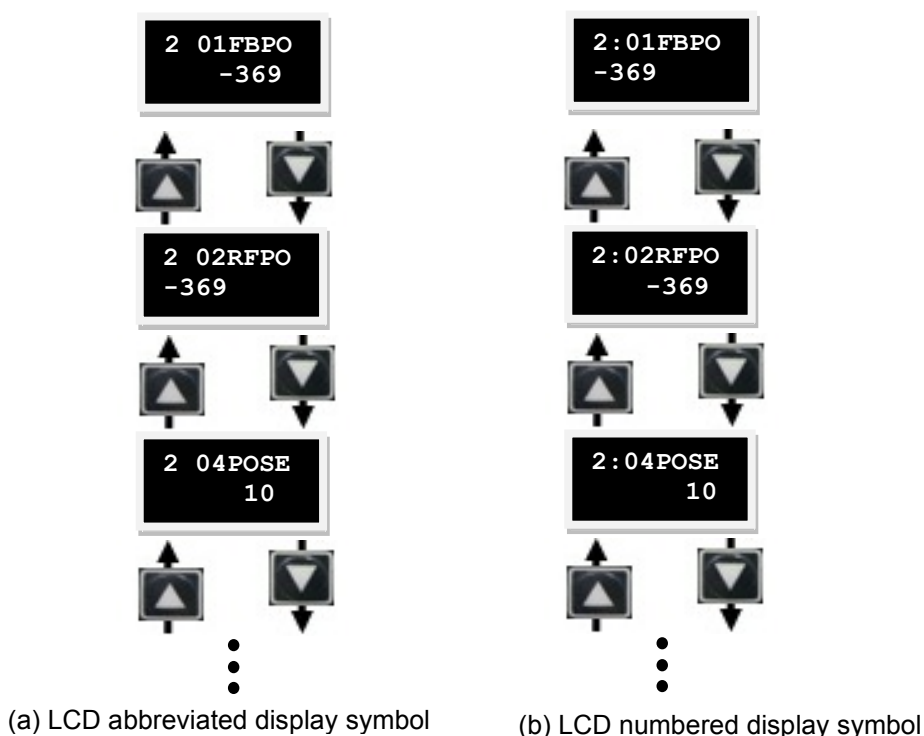 2 01FBPO
-369
2 02RFPO
-369
2 04POSE
10
(a) LCD abbreviated display symbol
2:01FBPO
-369
2:02RFPO
-369
2:04POSE
10
(b) LCD numbered display symbol